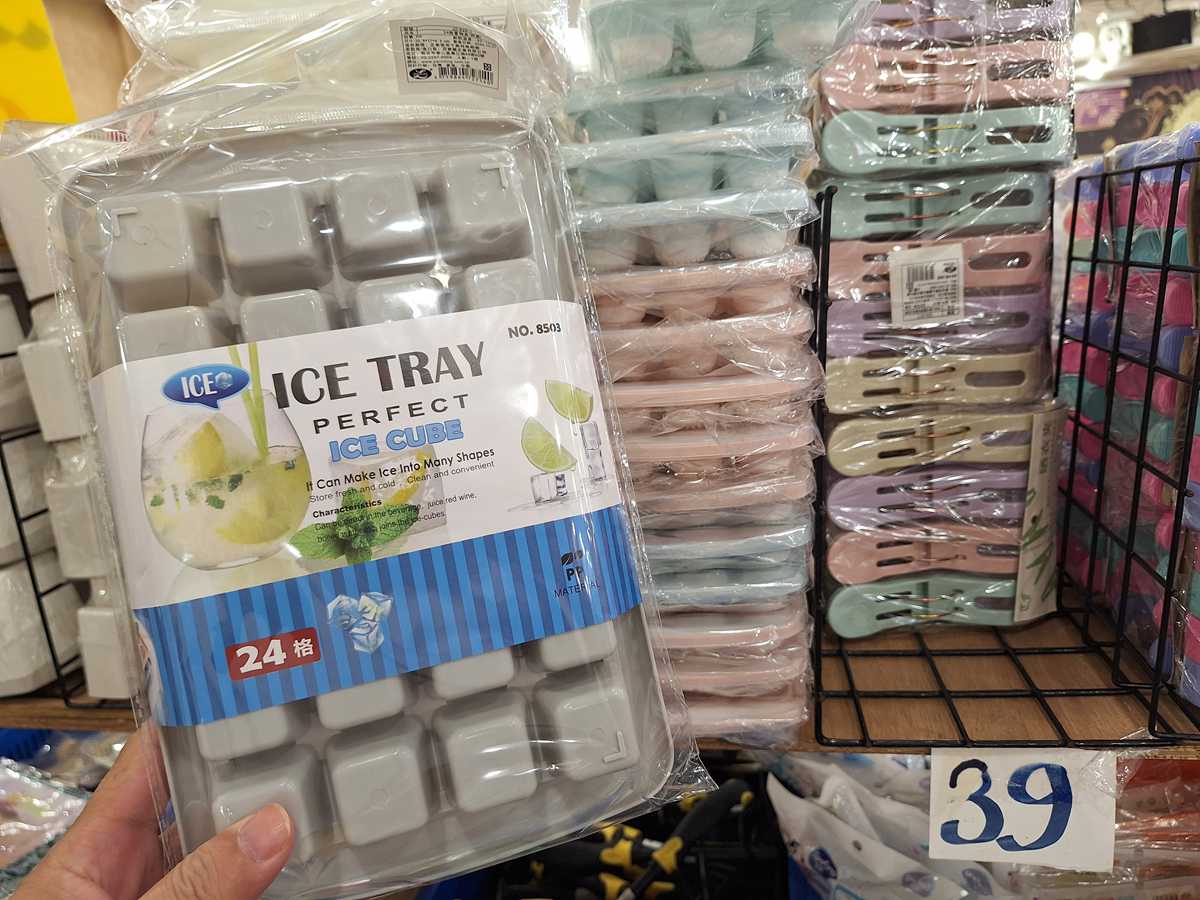 NO. 8503
ICE
ICE TRAY
PERFECT
ICE CUBE
It Can Make Ice Into Many Shapes
Store fresh and cold . Clean and convenient
Characteristics
juice,red wine,
PP
MATERIAL
24格
39